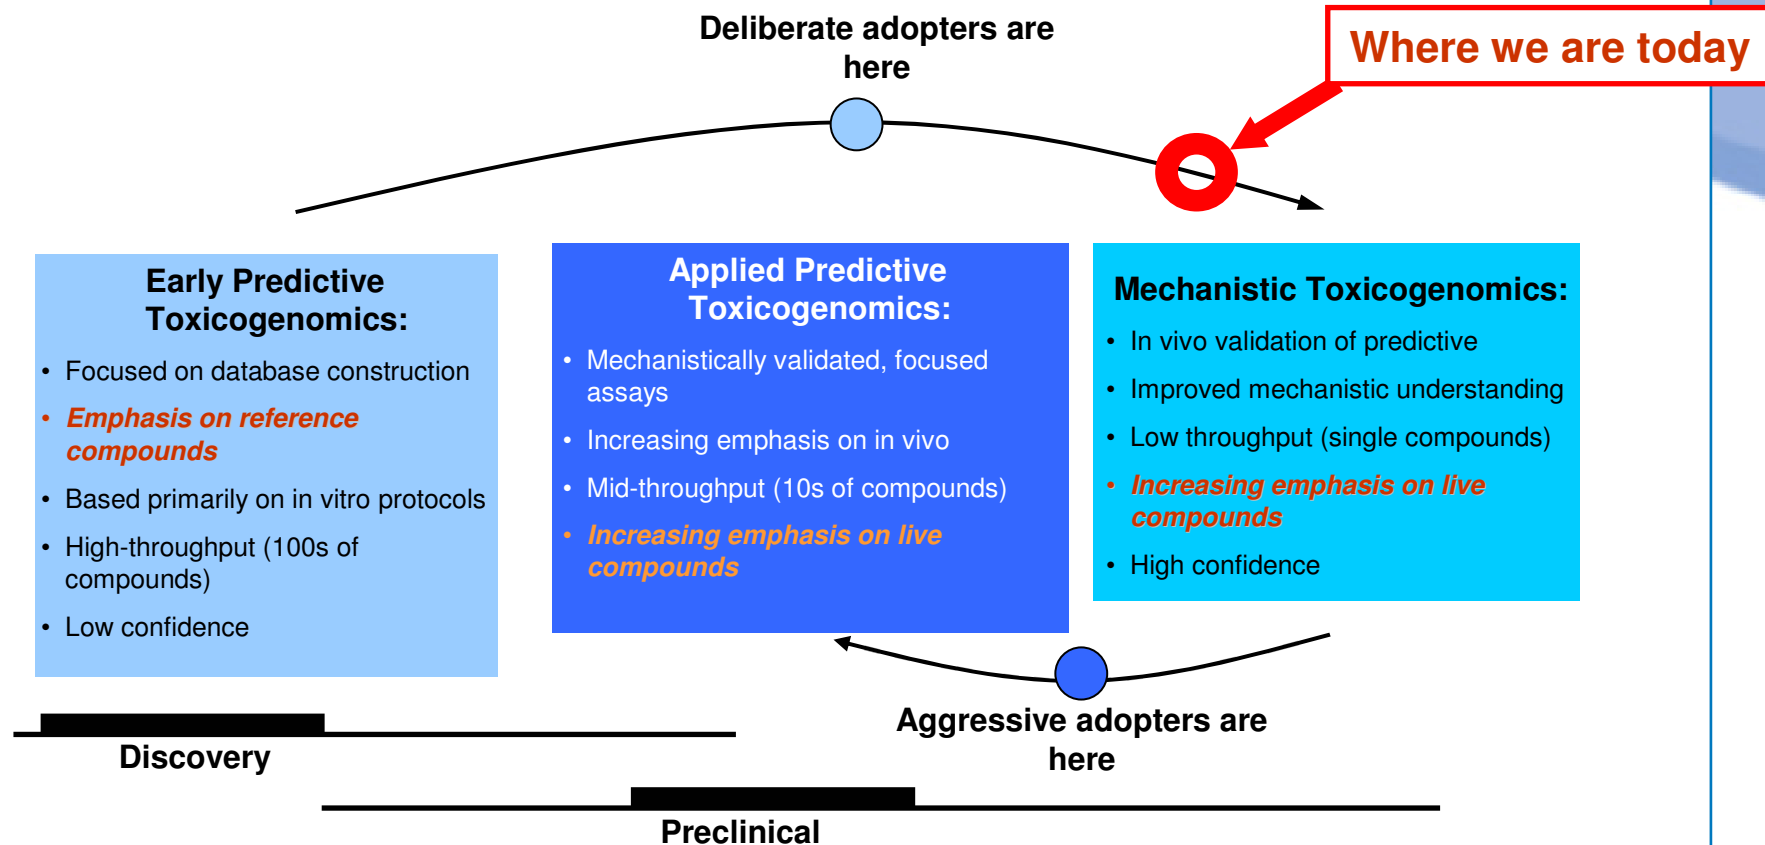 Deliberate adopters are
here
Where we are today
Early Predictive
Toxicogenomics:
• Focused on database construction
• Emphasis on reference
compounds
• Based primarily on in vitro protocols
• High-throughput (100s of
compounds)
• Low confidence
Applied Predictive
Toxicogenomics:
• Mechanistically validated, focused
assays
• Increasing emphasis on in vivo
• Mid-throughput (10s of compounds)
• Increasing emphasis on live
compounds
Mechanistic Toxicogenomics:
• In vivo validation of predictive
• Improved mechanistic understanding
• Low throughput (single compounds)
• Increasing emphasis on live
compounds
• High confidence
Aggressive adopters are
here
Discovery
Preclinical